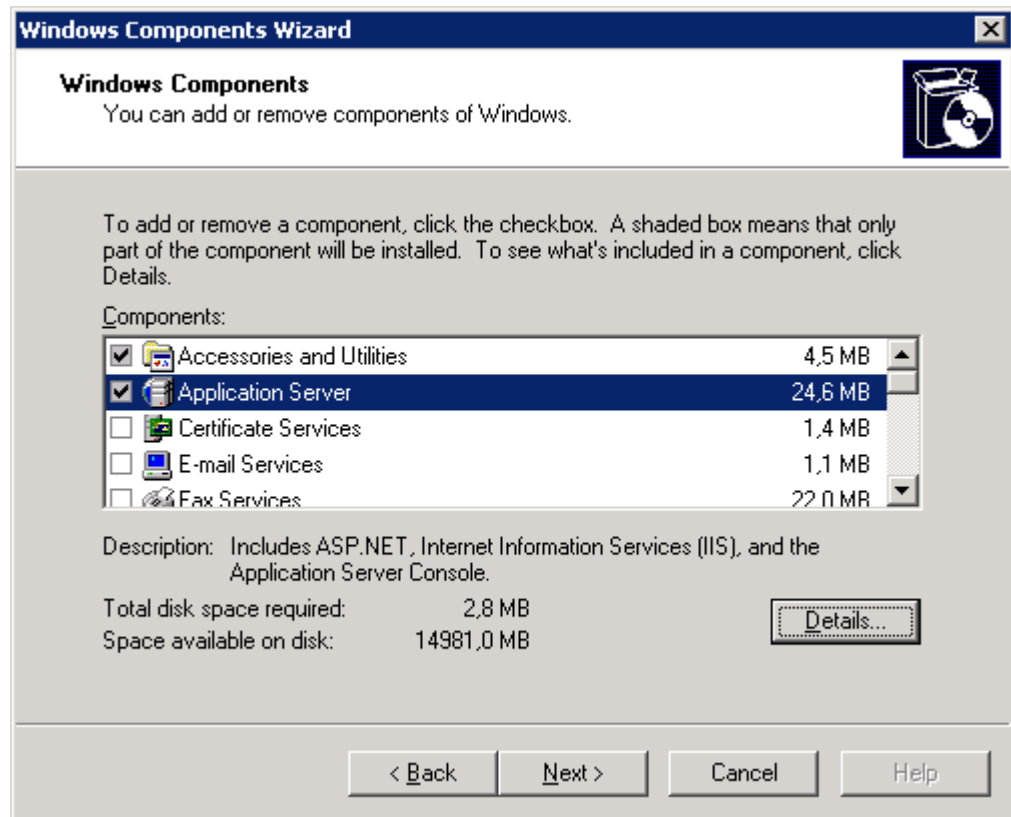 Windows Components Wizard
Windows Components
You can add or remove components of Windows.
To add or remove a component, click the checkbox. A shaded box means that only
part of the component will be installed. To see what's included in a component, click
Details.
Components:
Accessories and Utilities 4,5 MB
Application Server 24,6 MB
Certificate Services 1,4 MB
E-mail Services 1,1 MB
Fax Services 22,0 MB
Description: Includes ASP.NET, Internet Information Services (IIS), and the
Application Server Console.
Total disk space required: 2,8 MB
Space available on disk: 14981,0 MB
Details...
< Back Next > Cancel Help